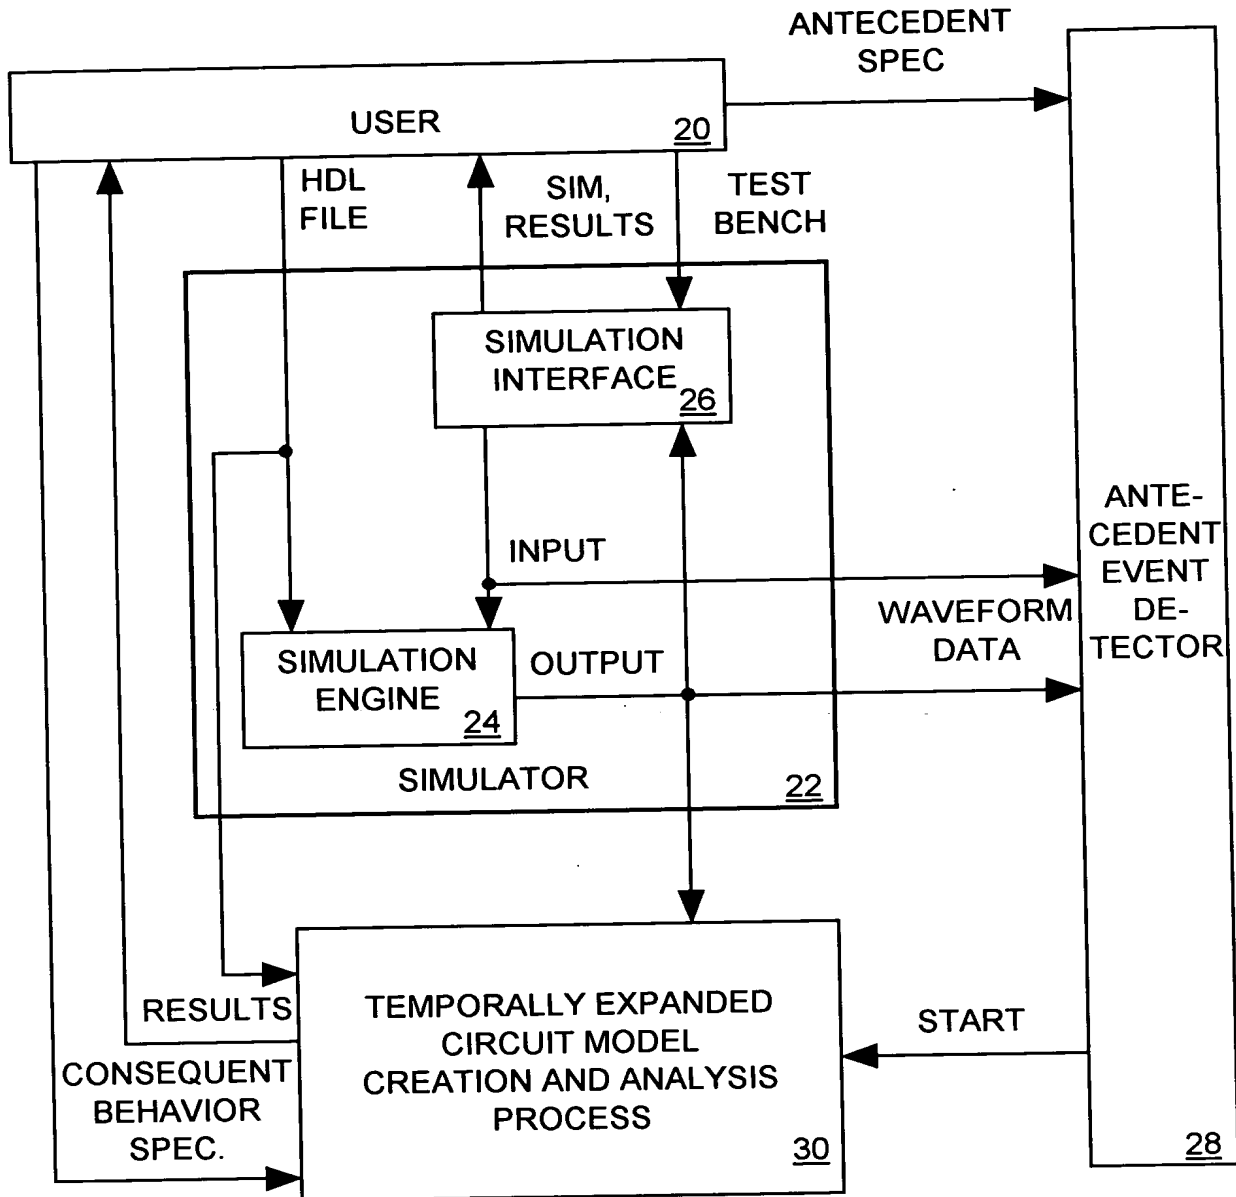 ANTECEDENT
SPEC
USER
20
HDL
FILE
SIM,
RESULTS
TEST
BENCH
SIMULATION
INTERFACE
26
INPUT
WAVEFORM
DATA
ANTE-
CEDENT
EVENT
DE-
TECTOR
SIMULATION
ENGINE
24
OUTPUT
SIMULATOR
22
RESULTS
TEMPORALLY EXPANDED
CIRCUIT MODEL
CREATION AND ANALYSIS
PROCESS
30
START
CONSEQUENT
BEHAVIOR
SPEC.
28